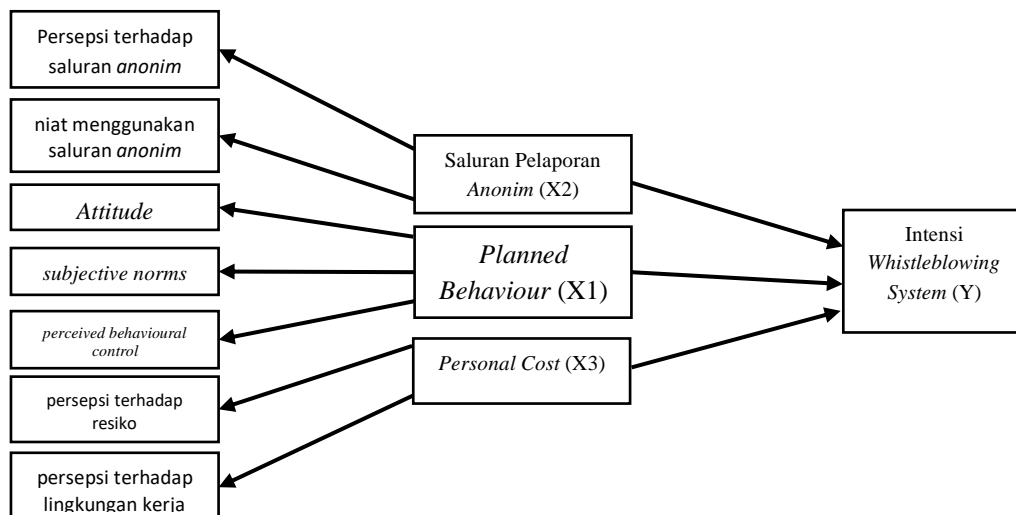 Persepsi terhadap
saluran anonim
niat menggunakan
saluran anonim
Attitude
subjective norms
perceived behavioural
control
persepsi terhadap
resiko
persepsi terhadap
lingkungan kerja
Saluran Pelaporan
Anonim (X2)
Planned
Behaviour (X1)
Personal Cost (X3)
Intensi
Whistleblowing
System (Y)